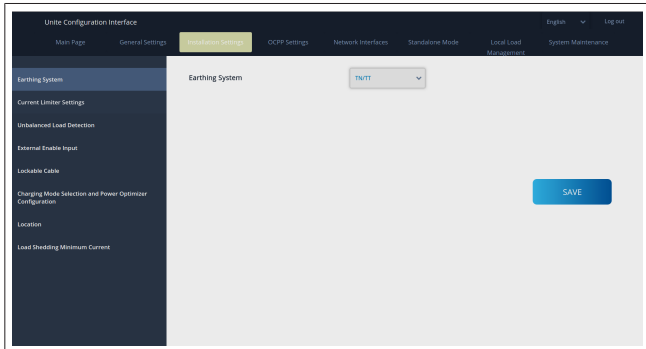 Unite Configuration Interface
English
Log out
Main Page
General Settings
Installation Settings
OCPP Settings
Network Interfaces
Standalone Mode
Local Load
Management
System Maintenance
Earthing System
Earthing System
TN/TT
Current Limiter Settings
Unbalanced Load Detection
External Enable Input
Lockable Cable
Charging Mode Selection and Power Optimizer
Configuration
SAVE
Location
Load Shedding Minimum Current